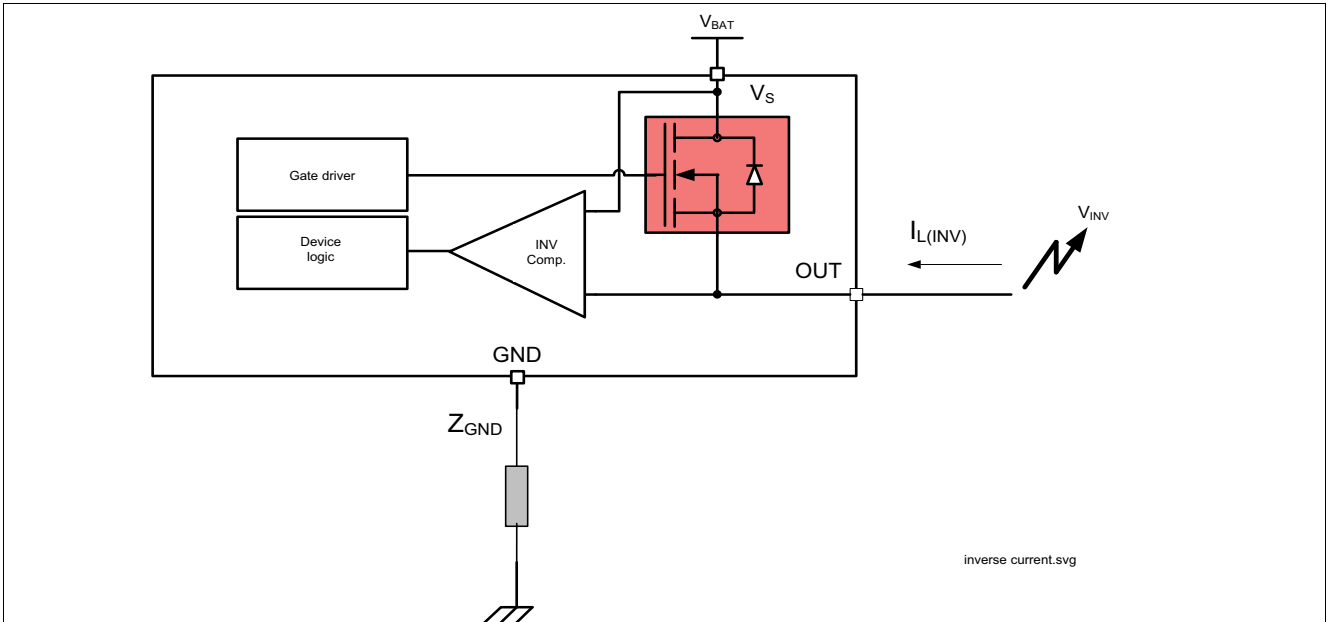 VBAT
VS
Gate driver
Device
logic
INV
Comp.
IL(INV)
VINV
OUT
GND
ZGND
inverse current.svg